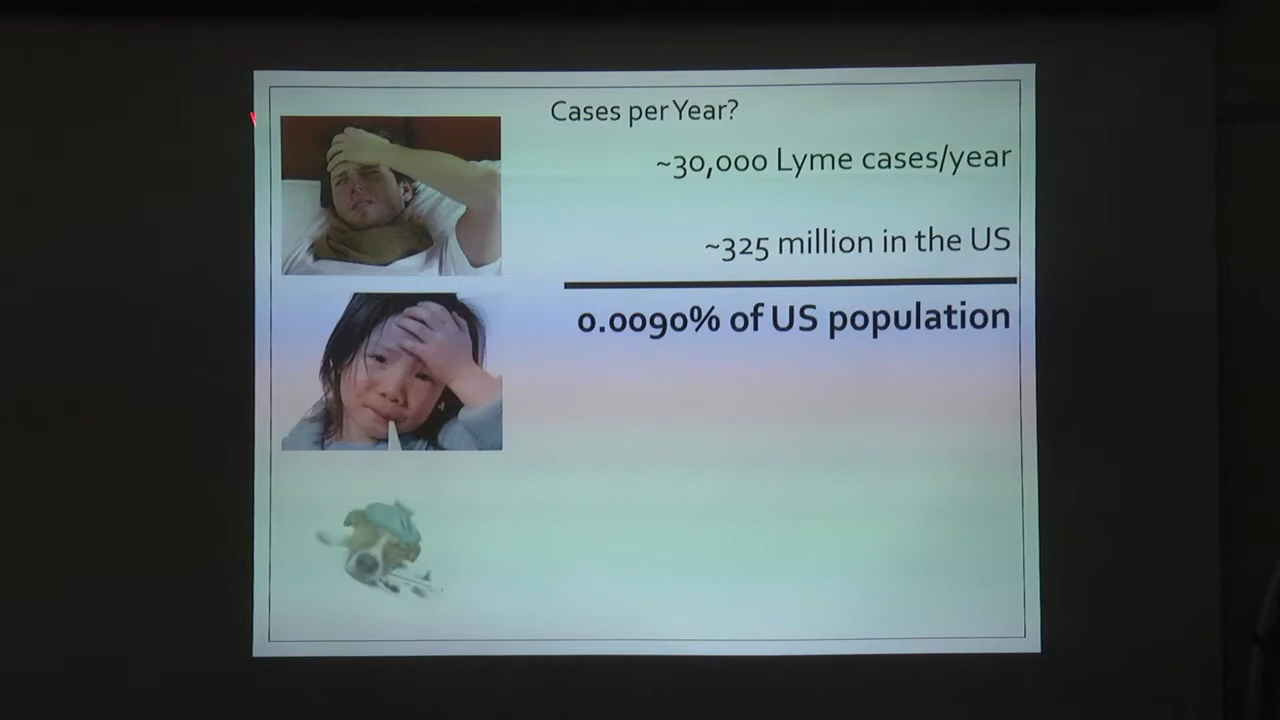 Cases per Year?
~30,000 Lyme cases/year
~325 million in the US
0.0090% of US population